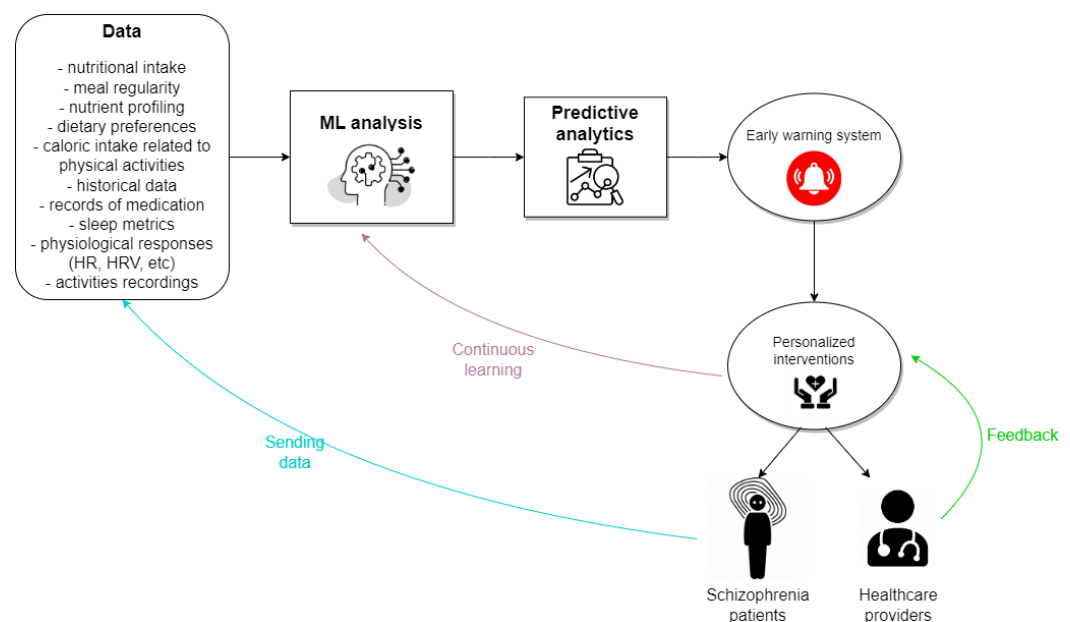 Data
- nutritional intake
- meal regularity
- nutrient profiling
- dietary preferences
- caloric intake related to
physical activities
- historical data
- records of medication
- sleep metrics
- physiological responses
(HR, HRV, etc)
- activities recordings
ML analysis
Predictive
analytics
Early warning system
Personalized
interventions
Continuous
learning
Feedback
Sending
data
Schizophrenia
patients
Healthcare
providers